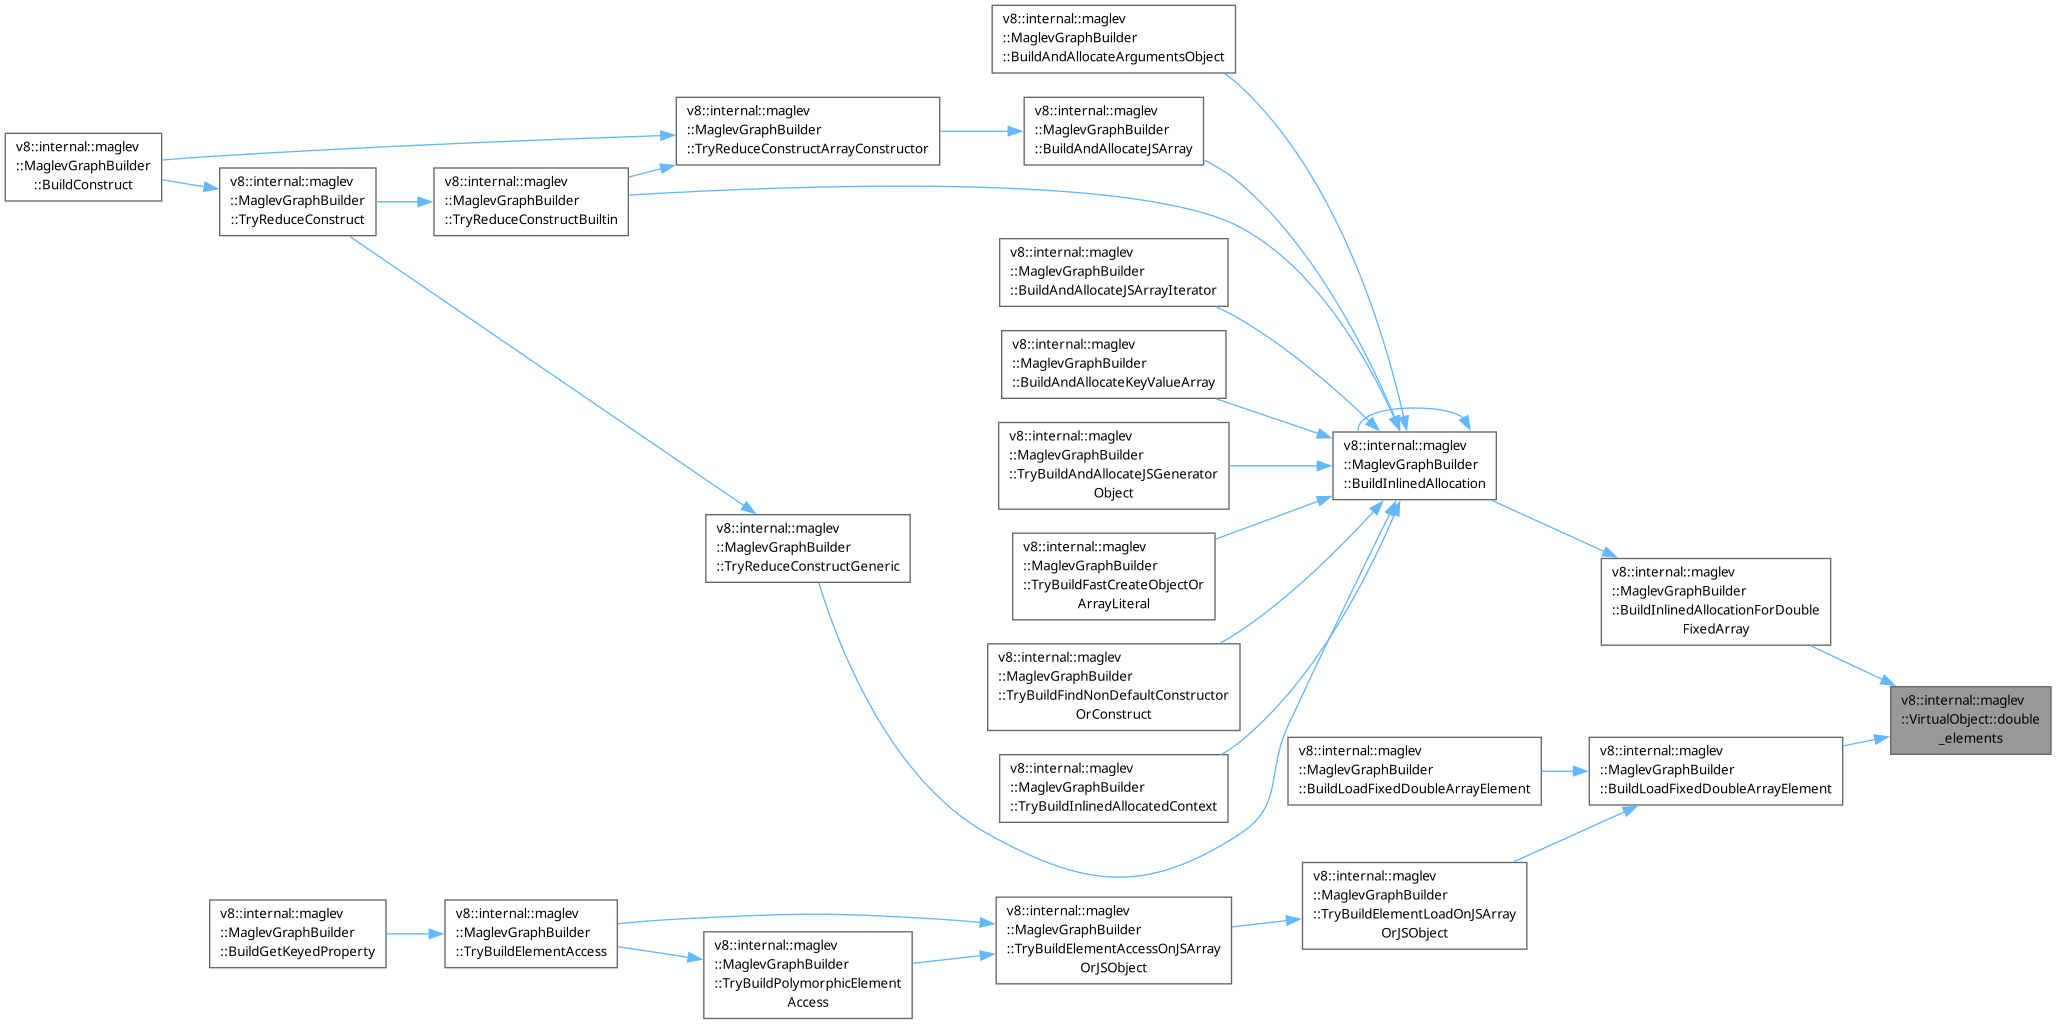 v8::internal::maglev
::MaglevGraphBuilder
::BuildAndAllocateArgumentsObject
v8::internal::maglev
::MaglevGraphBuilder
::TryReduceConstructArrayConstructor
v8::internal::maglev
::MaglevGraphBuilder
::BuildAndAllocateJSArray
v8::internal::maglev
::MaglevGraphBuilder
::BuildConstruct
v8::internal::maglev
::MaglevGraphBuilder
::TryReduceConstruct
v8::internal::maglev
::MaglevGraphBuilder
::TryReduceConstructBuiltin
v8::internal::maglev
::MaglevGraphBuilder
::BuildAndAllocateJSArrayIterator
v8::internal::maglev
::MaglevGraphBuilder
::BuildAndAllocateKeyValueArray
v8::internal::maglev
::MaglevGraphBuilder
::TryBuildAndAllocateJSGenerator
Object
v8::internal::maglev
::MaglevGraphBuilder
::BuildInlinedAllocation
v8::internal::maglev
::MaglevGraphBuilder
::TryReduceConstructGeneric
v8::internal::maglev
::MaglevGraphBuilder
::TryBuildFastCreateObjectOr
ArrayLiteral
v8::internal::maglev
::MaglevGraphBuilder
::BuildInlinedAllocationForDouble
FixedArray
v8::internal::maglev
::MaglevGraphBuilder
::TryBuildFindNonDefaultConstructor
OrConstruct
v8::internal::maglev
::VirtualObject::double
_elements
v8::internal::maglev
::MaglevGraphBuilder
::TryBuildInlinedAllocatedContext
v8::internal::maglev
::MaglevGraphBuilder
::BuildLoadFixedDoubleArrayElement
v8::internal::maglev
::MaglevGraphBuilder
::BuildLoadFixedDoubleArrayElement
v8::internal::maglev
::MaglevGraphBuilder
::TryBuildElementLoadOnJSArray
OrJSObject
v8::internal::maglev
::MaglevGraphBuilder
::BuildGetKeyedProperty
v8::internal::maglev
::MaglevGraphBuilder
::TryBuildElementAccess
v8::internal::maglev
::MaglevGraphBuilder
::TryBuildPolymorphicElement
Access
v8::internal::maglev
::MaglevGraphBuilder
::TryBuildElementAccessOnJSArray
OrJSObject